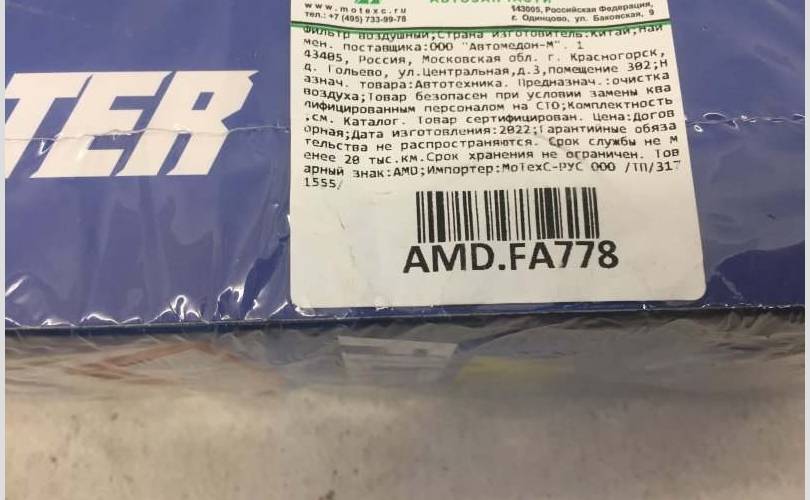 АВТОЗАПЧАСТИ
www.motexc.ru
тел.: +7 (495) 733-99-78
143005, Российская Федерация,
г. Одинцово, ул. Баковская, 9
Фильтр воздушный;Страна изготовитель:Китай;Наи
мен. поставщика:ООО "Автомедон-М". 1
43405, Россия, Московская обл. г. Красногорск,
д. Гольево, ул.Центральная,д.3,помещение 302;Н
азнач. товара:Автотехника. Предназнач.:очистка
воздуха;Товар безопасен при условии замены ква
лифицированным персоналом на СТО;Комплектность
,см. Каталог. Товар сертифицирован. Цена:Догов
орная;Дата изготовления:2022;Гарантийные обяза
тельства не распространяются. Срок службы не м
енее 20 тыс.км.Срок хранения не ограничен. Тов
арный знак:AMD;Импортер:МоТехС-РУС ООО /ТП/317
1555/
TER
AMD.FA778